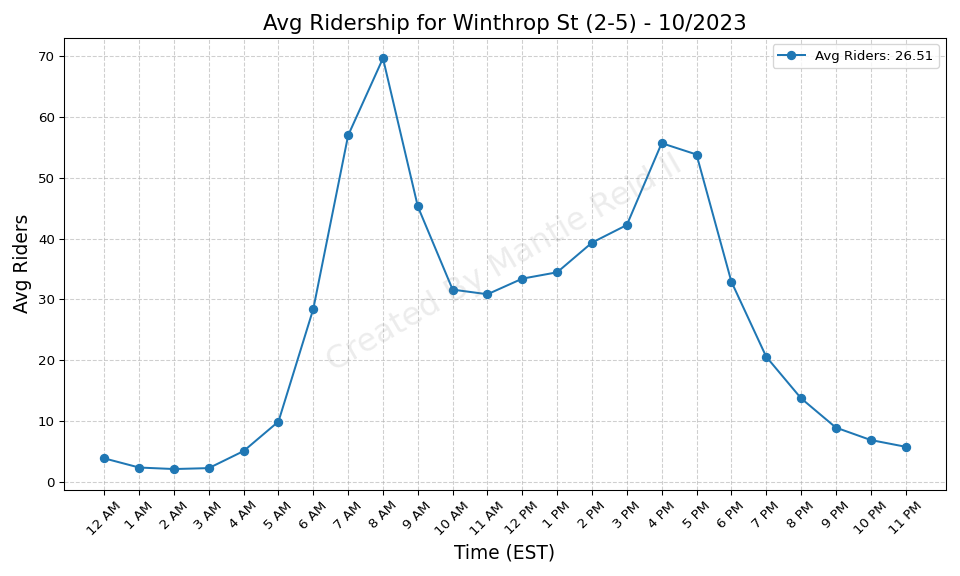 Avg Ridership for Winthrop St (2-5) - 10/2023
Avg Riders: 26.51
70
60
50
40
30
20
10
0
Avg Riders
Created By Mantie Reid II
12 AM
1 AM
2 AM
3 AM
4 AM
5 AM
6 AM
7 AM
8 AM
9 AM
10 AM
11 AM
12 PM
1 PM
2 PM
3 PM
4 PM
5 PM
6 PM
7 PM
8 PM
9 PM
10 PM
11 PM
Time (EST)